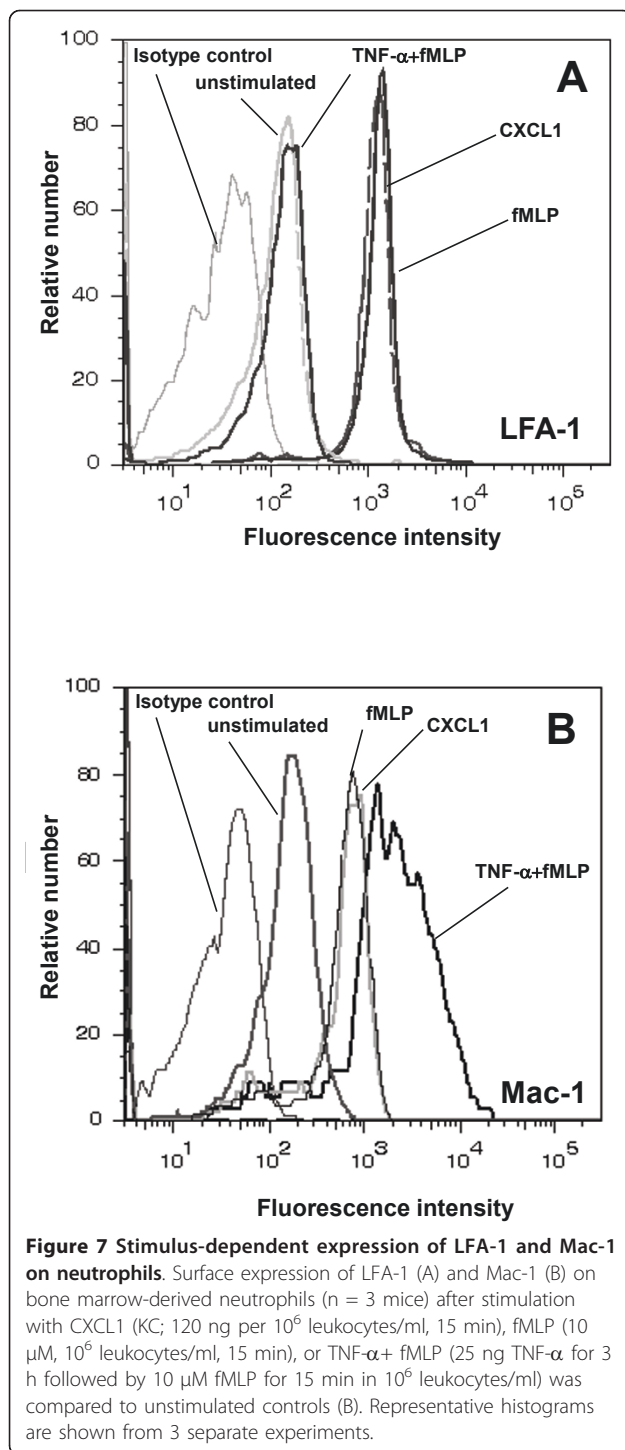 100
80
60
40
20
0
Relative number
Isotype control
unstimulated
TNF-α+fMLP
A
CXCL1
fMLP
LFA-1
10¹ 10² 10³ 10⁴ 10⁵
Fluorescence intensity
100
80
60
40
20
0
Relative number
Isotype control
unstimulated
fMLP
CXCL1
B
TNF-α+fMLP
Mac-1
10¹ 10² 10³ 10⁴ 10⁵
Fluorescence intensity
Figure 7 Stimulus-dependent expression of LFA-1 and Mac-1
on neutrophils. Surface expression of LFA-1 (A) and Mac-1 (B) on
bone marrow-derived neutrophils (n = 3 mice) after stimulation
with CXCL1 (KC; 120 ng per 10⁶ leukocytes/ml, 15 min), fMLP (10
μM, 10⁶ leukocytes/ml, 15 min), or TNF-α+ fMLP (25 ng TNF-α for 3
h followed by 10 μM fMLP for 15 min in 10⁶ leukocytes/ml) was
compared to unstimulated controls (B). Representative histograms
are shown from 3 separate experiments.